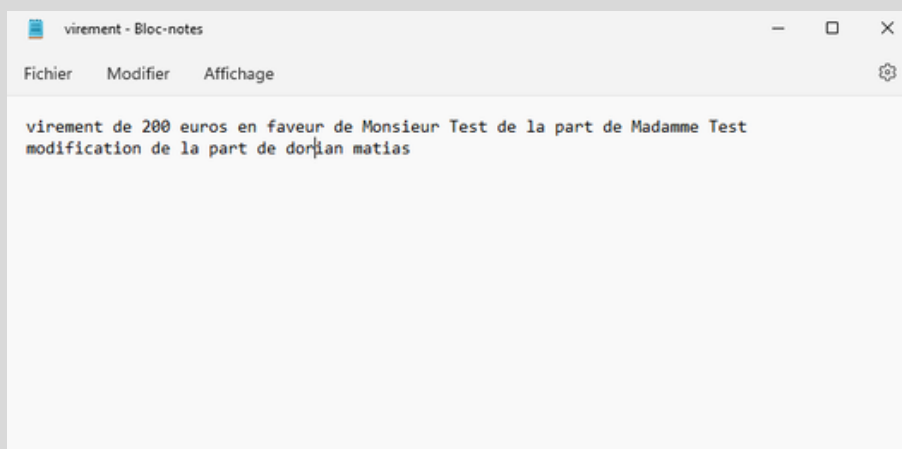 virement - Bloc-notes
Fichier Modifier Affichage
virement de 200 euros en faveur de Monsieur Test de la part de Madamme Test
modification de la part de dorian matias